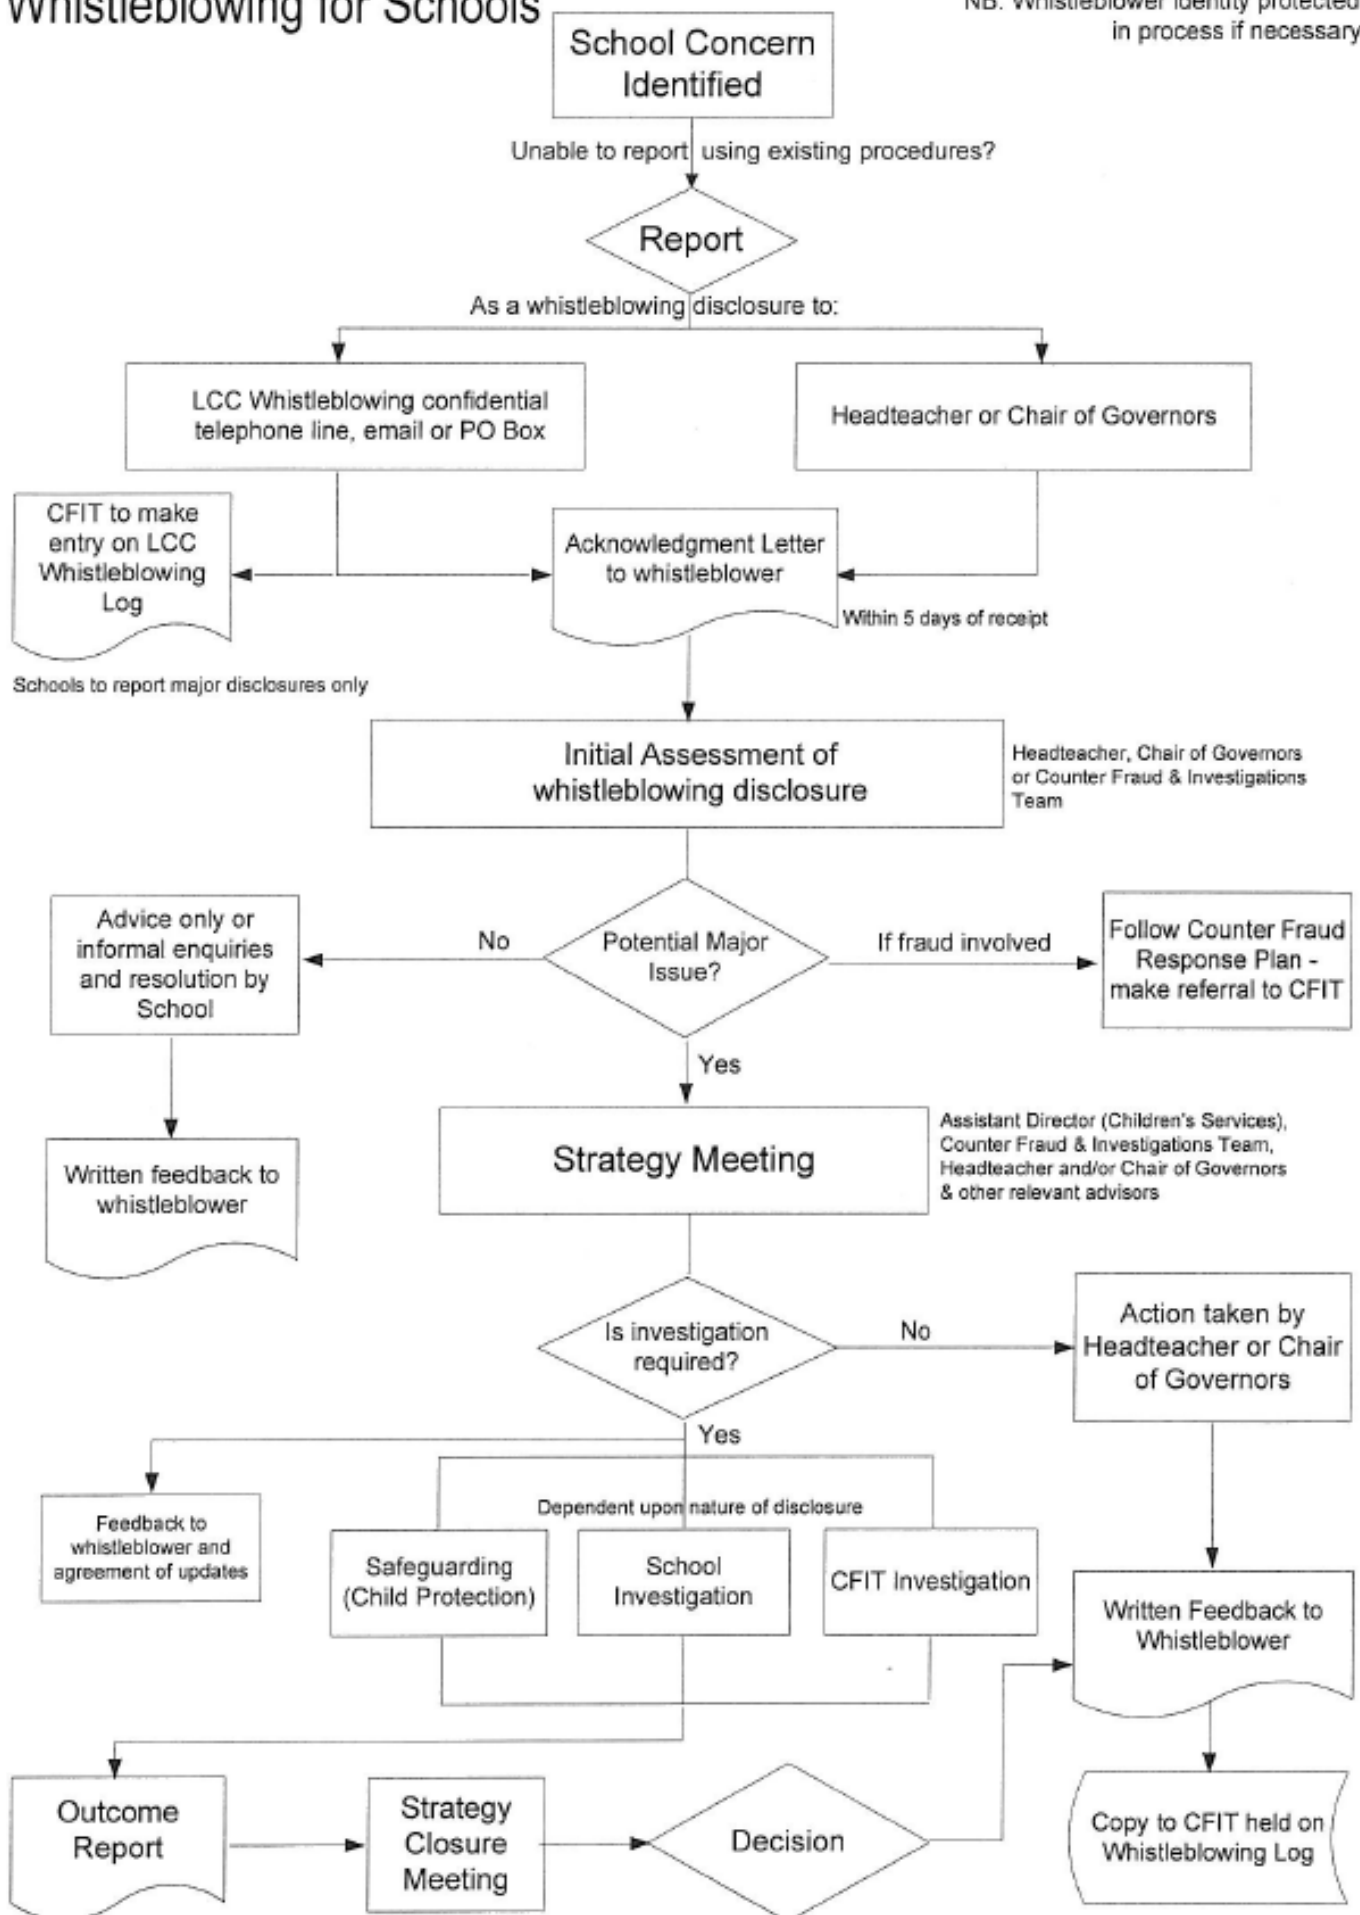 Whistleblowing for Schools
NB: Whistleblower identity protected
in process if necessary
School Concern
Identified
Unable to report using existing procedures?
Report
As a whistleblowing disclosure to:
LCC Whistleblowing confidential
telephone line, email or PO Box
Headteacher or Chair of Governors
CFIT to make
entry on LCC
Whistleblowing
Log
Acknowledgment Letter
to whistleblower
Within 5 days of receipt
Schools to report major disclosures only
Initial Assessment of
whistleblowing disclosure
Headteacher, Chair of Governors
or Counter Fraud & Investigations
Team
Advice only or
informal enquiries
and resolution by
School
No
Potential Major
Issue?
If fraud involved
Follow Counter Fraud
Response Plan -
make referral to CFIT
Yes
Written feedback to
whistleblower
Strategy Meeting
Assistant Director (Children's Services),
Counter Fraud & Investigations Team,
Headteacher and/or Chair of Governors
& other relevant advisors
Is investigation
required?
No
Action taken by
Headteacher or Chair
of Governors
Yes
Feedback to
whistleblower and
agreement of updates
Dependent upon nature of disclosure
Safeguarding
(Child Protection)
School
Investigation
CFIT Investigation
Written Feedback to
Whistleblower
Outcome
Report
Strategy
Closure
Meeting
Decision
Copy to CFIT held on
Whistleblowing Log